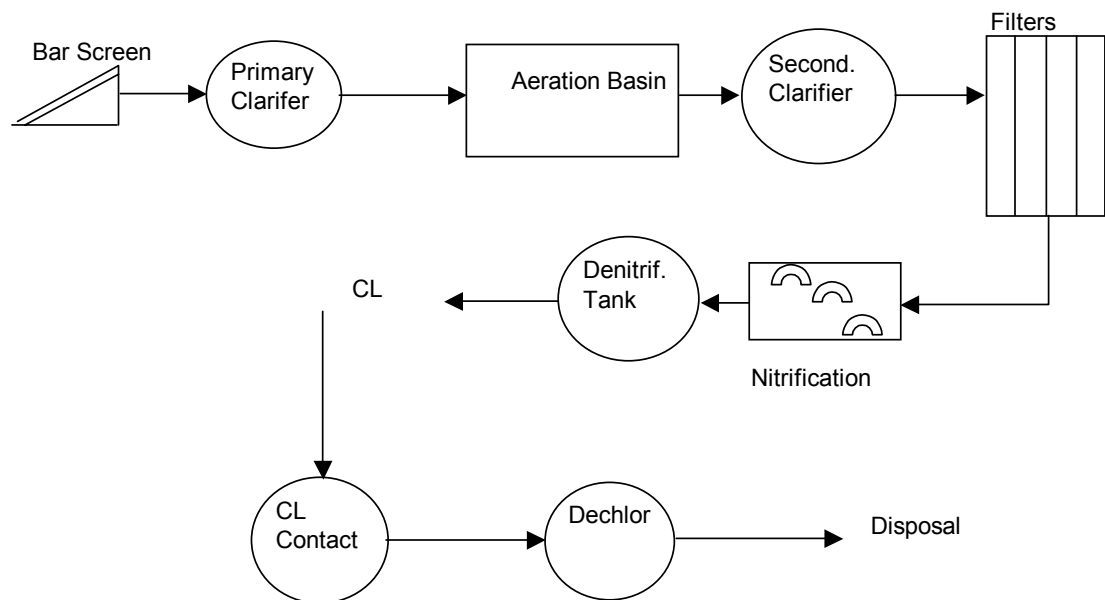 Bar Screen
Primary
Clarifer
Aeration Basin
Second.
Clarifier
Filters
Nitrification
Denitrif.
Tank
CL
CL
Contact
Dechlor
Disposal